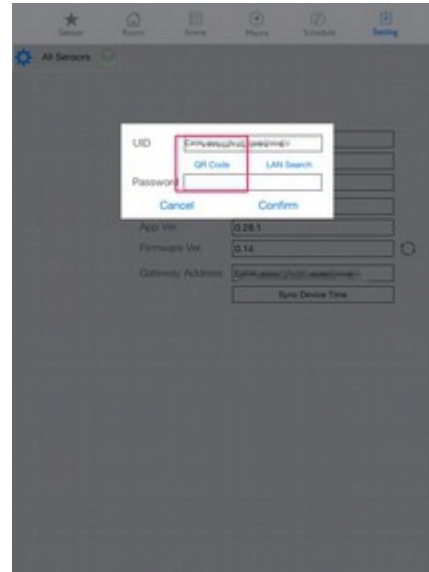 Sensor Room Scene Macro Schedule Setting
All Sensors
UID
QR Code LAN Search
Password
Cancel Confirm
App Ver. 0.26.1
Firmware Ver. 0.14
Gateway Address
Sync Device Time